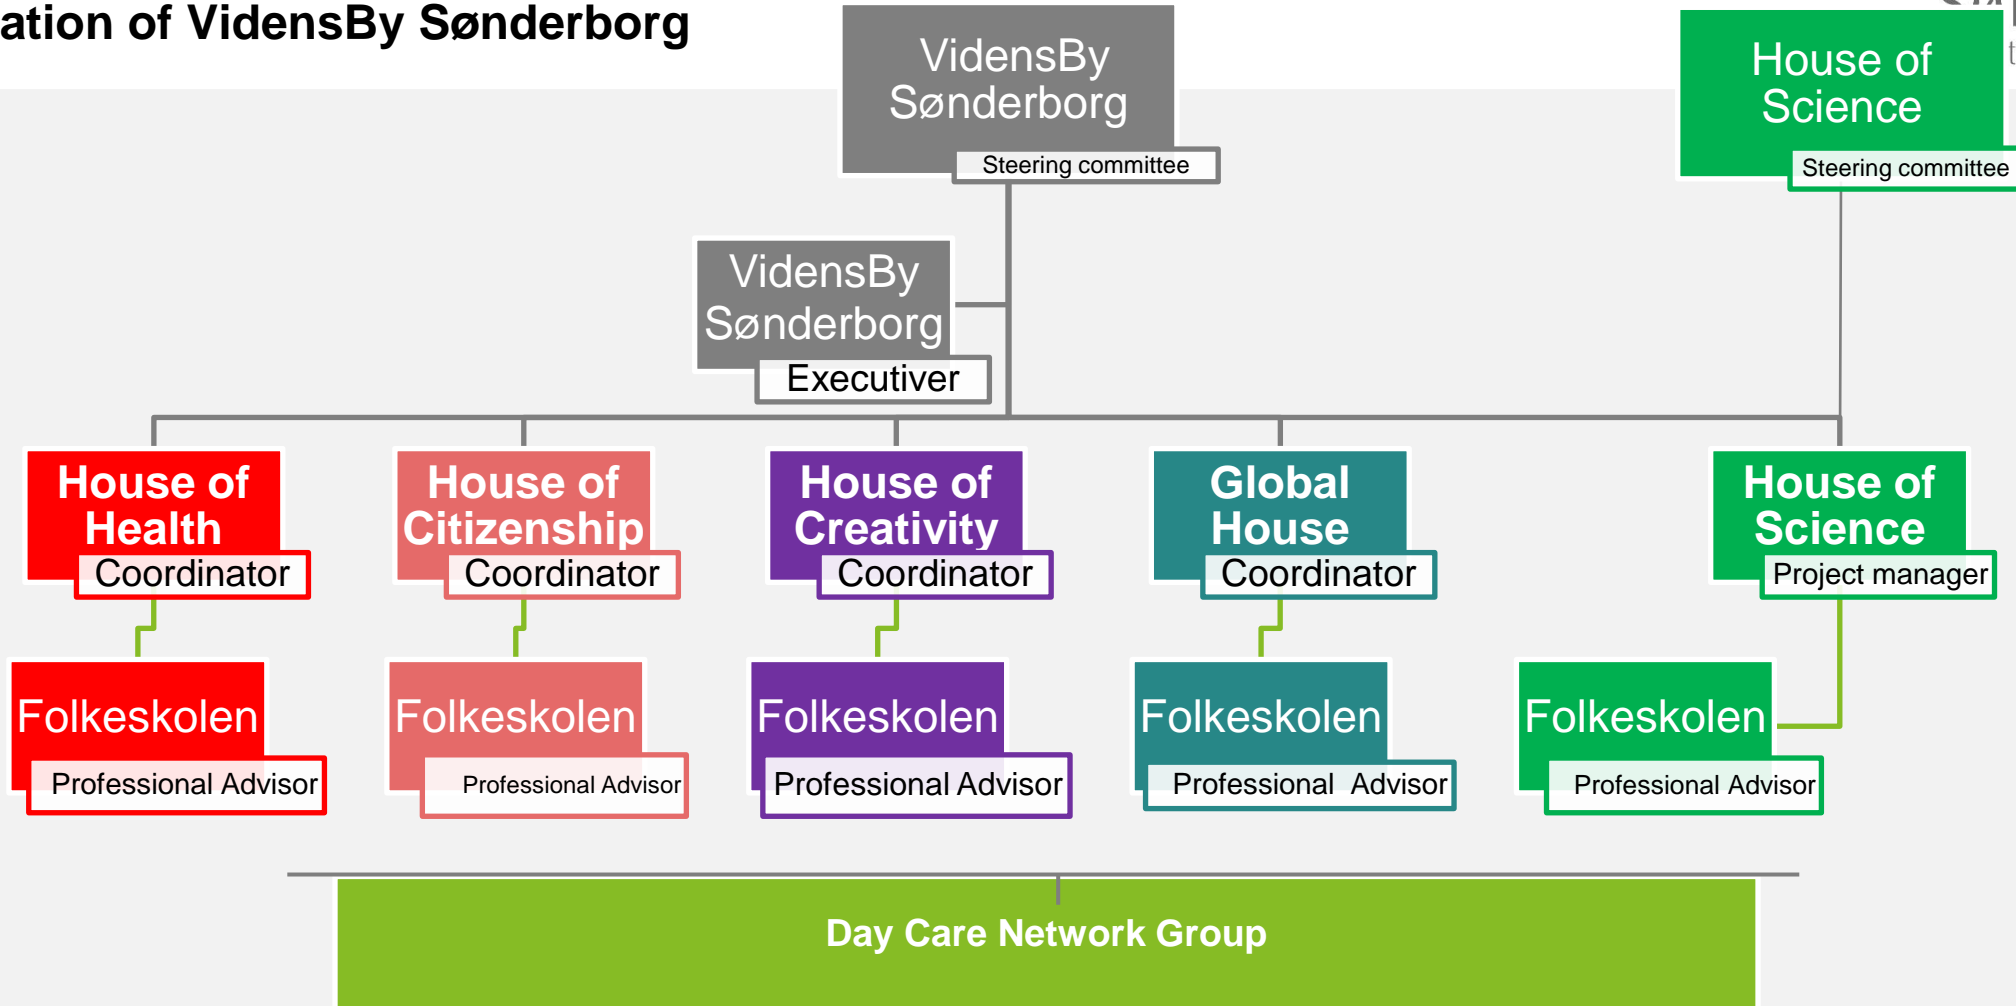 ation of VidensBy Sønderborg
VidensBy
Sønderborg
Steering committee
House of
Science
Steering committee
VidensBy
Sønderborg
Executiver
House of
Health
Coordinator
House of
Citizenship
Coordinator
House of
Creativity
Coordinator
Global
House
Coordinator
House of
Science
Project manager
Folkeskolen
Professional Advisor
Folkeskolen
Professional Advisor
Folkeskolen
Professional Advisor
Folkeskolen
Professional Advisor
Folkeskolen
Professional Advisor
Day Care Network Group